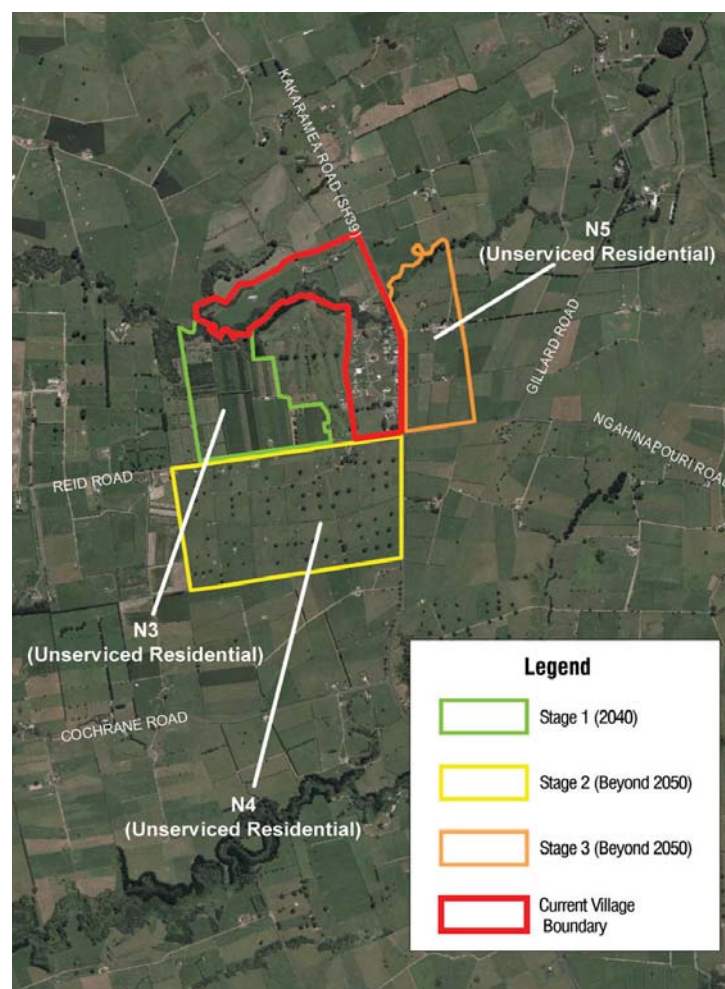 KAKARAMEA ROAD (SH39)
N5
(Unserviced Residential)
GILLARD ROAD
NGAHINAPOURI ROAD
REID ROAD
N3
(Unserviced Residential)
COCHRANE ROAD
N4
(Unserviced Residential)
Legend
Stage 1 (2040)
Stage 2 (Beyond 2050)
Stage 3 (Beyond 2050)
Current Village
Boundary